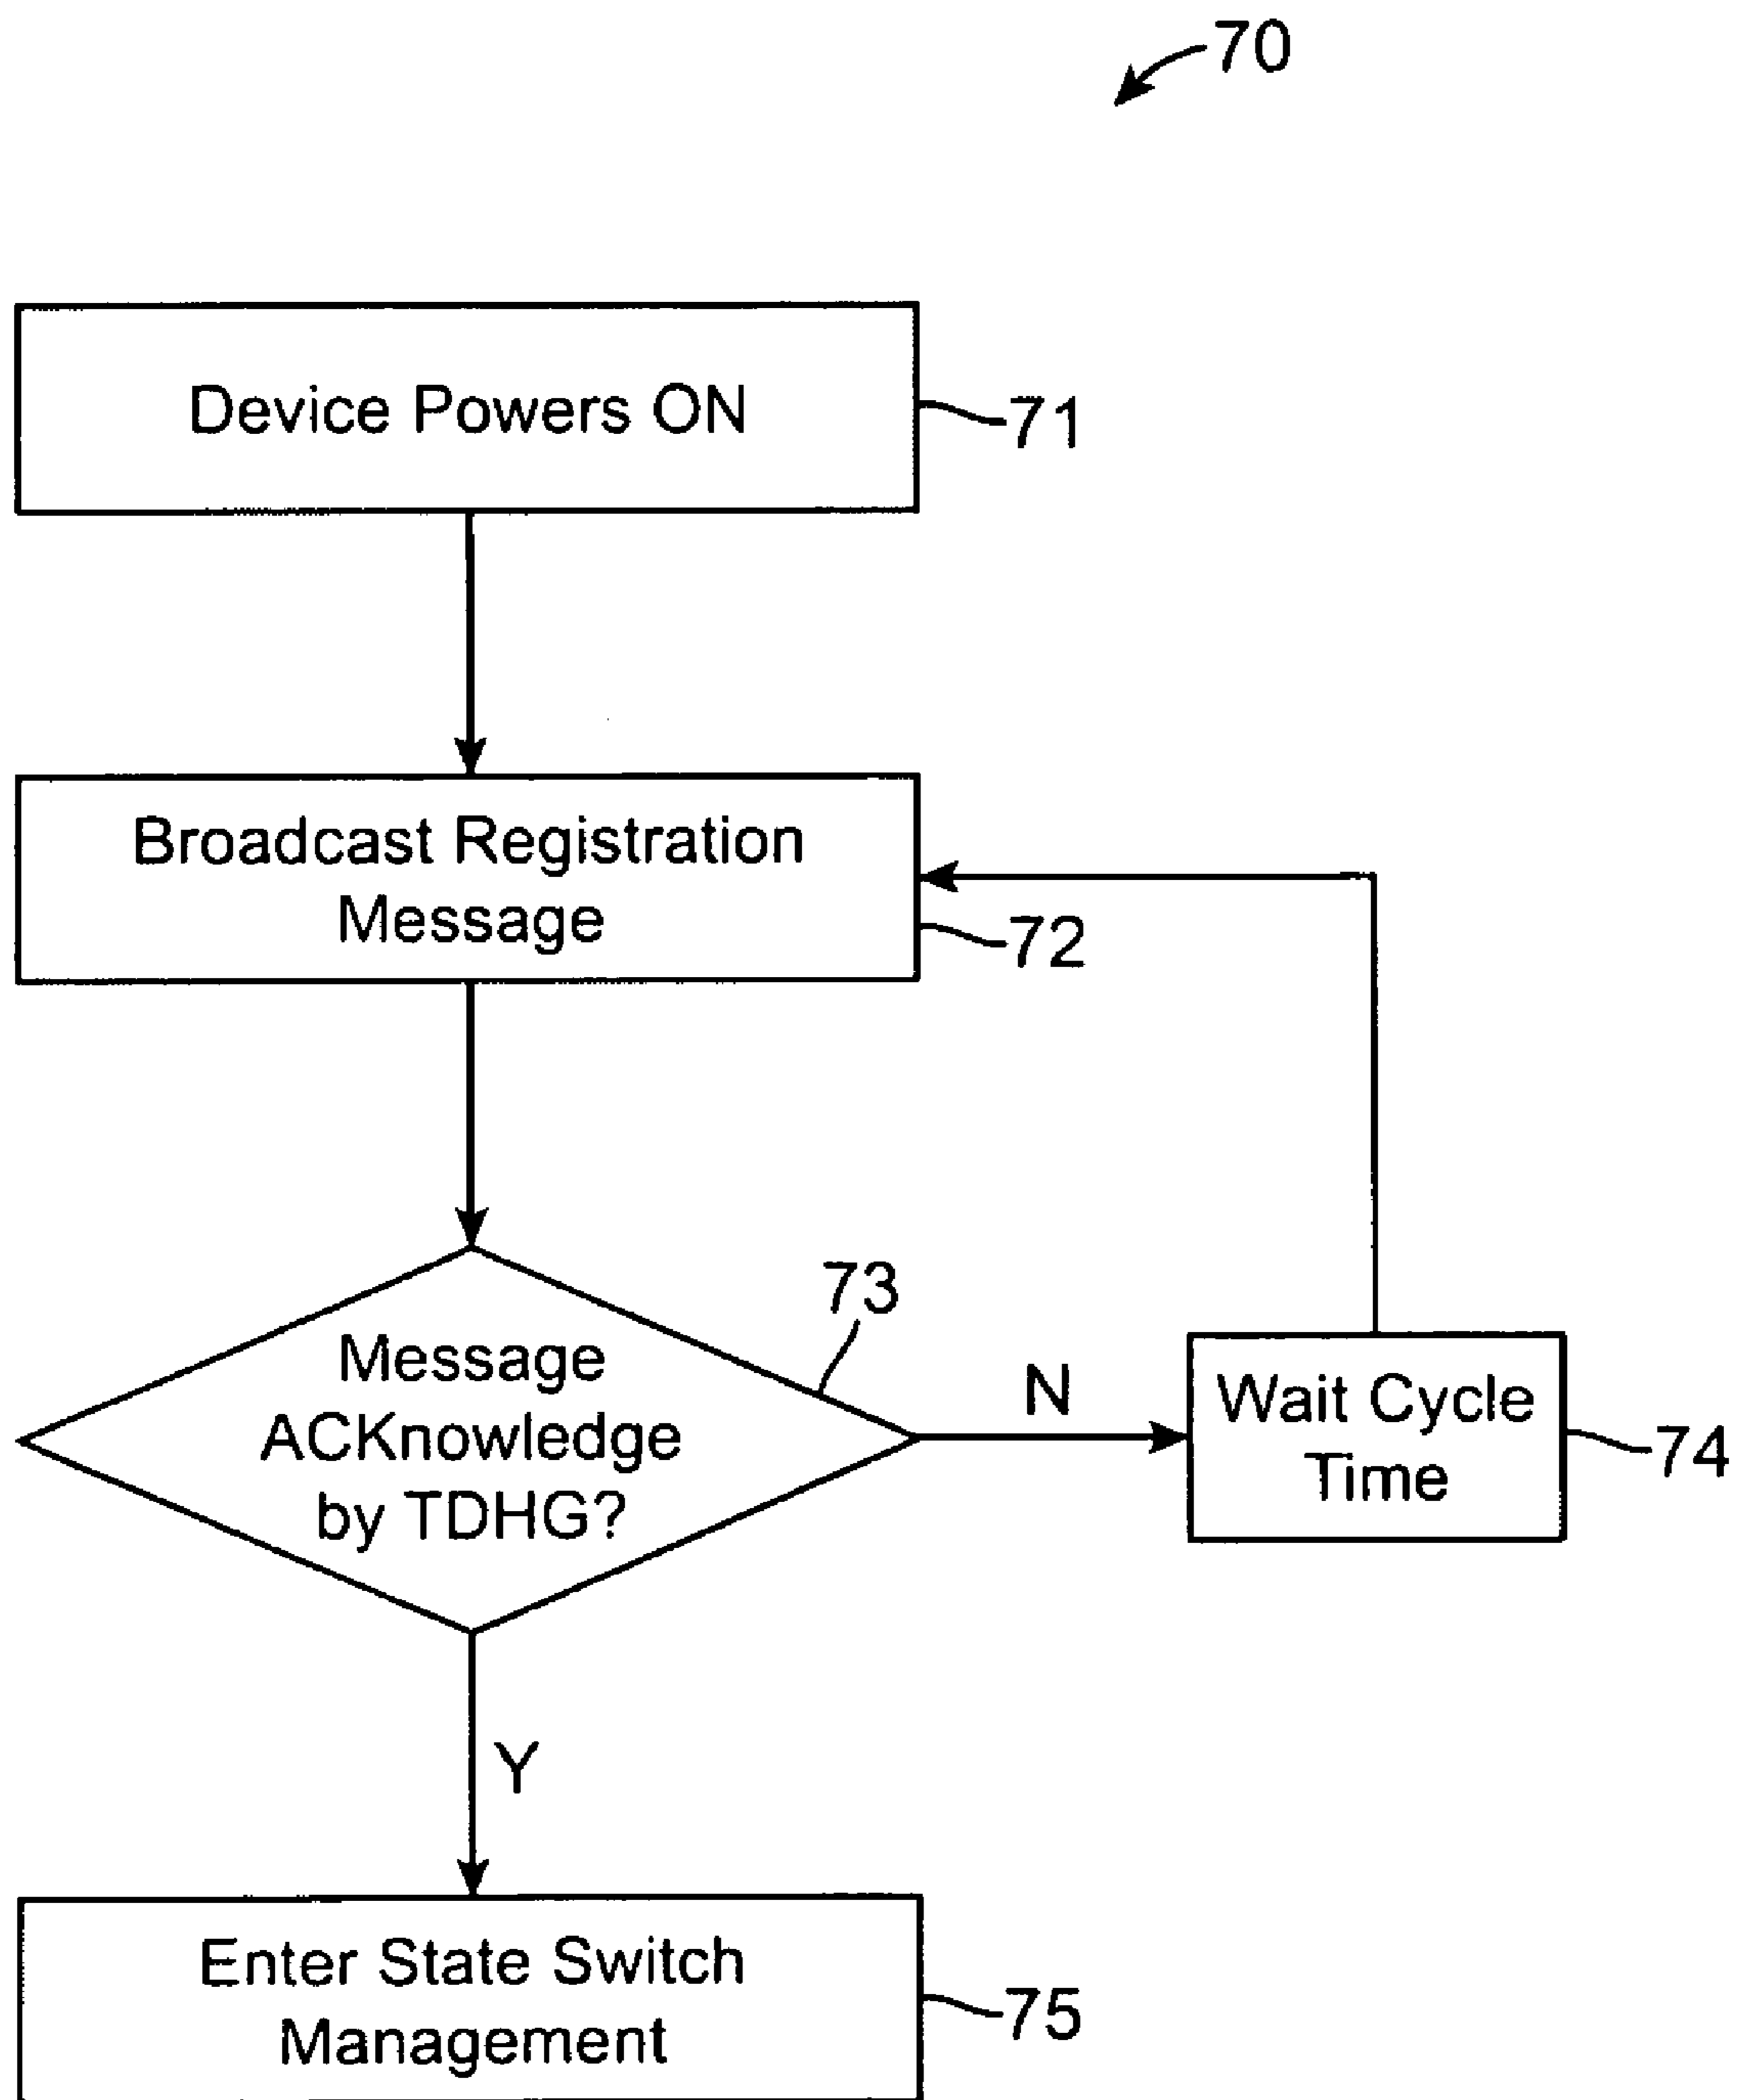 70
Device Powers ON
71
Broadcast Registration
Message
72
73
Message
ACKnowledge
by TDHG?
N
Wait Cycle
Time
74
Y
Enter State Switch
Management
75